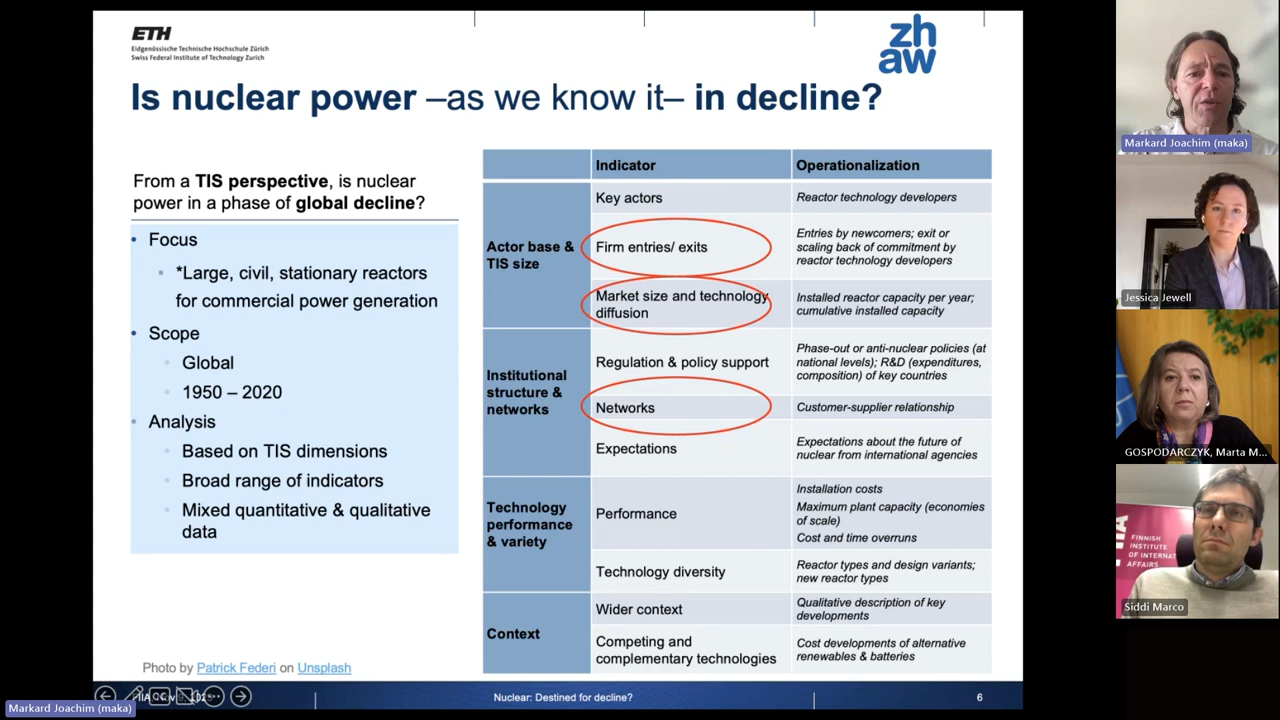 ETH
Eidgenössische Technische Hochschule Zürich
Swiss Federal Institute of Technology Zurich
zh
aw
Is nuclear power –as we know it– in decline?
From a TIS perspective, is nuclear
power in a phase of global decline?
• Focus
• *Large, civil, stationary reactors
for commercial power generation
• Scope
• Global
• 1950 – 2020
• Analysis
• Based on TIS dimensions
• Broad range of indicators
• Mixed quantitative & qualitative
data
Photo by Patrick Federi on Unsplash
Indicator
Operationalization
Actor base &
TIS size
Key actors
Reactor technology developers
Firm entries/ exits
Entries by newcomers; exit or
scaling back of commitment by
reactor technology developers
Market size and technology
diffusion
Installed reactor capacity per year;
cumulative installed capacity
Institutional
structure &
networks
Regulation & policy support
Phase-out or anti-nuclear policies (at
national levels); R&D (expenditures,
composition) of key countries
Networks
Customer-supplier relationship
Expectations
Expectations about the future of
nuclear from international agencies
Technology
performance
& variety
Performance
Installation costs
Maximum plant capacity (economies
of scale)
Cost and time overruns
Technology diversity
Reactor types and design variants;
new reactor types
Context
Wider context
Qualitative description of key
developments
Competing and
complementary technologies
Cost developments of alternative
renewables & batteries
Nuclear: Destined for decline?
6
Markard Joachim (maka)
Markard Joachim (maka)
Jessica Jewell
GOSPODARCZYK, Marta M...
FINNISH
INSTITUTE
OF INTERNAT
AFFAIRS
Siddi Marco